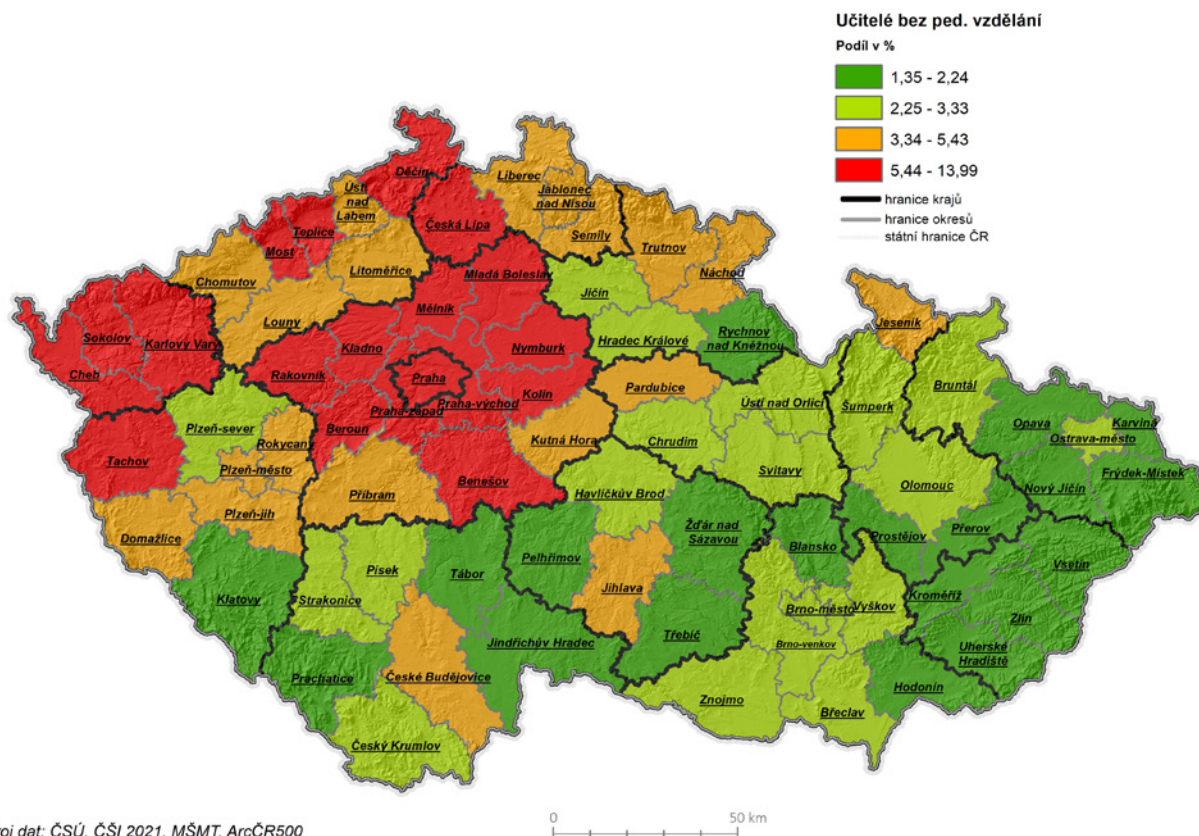 Učitelé bez ped. vzdělání
Podíl v %
1,35 - 2,24
2,25 - 3,33
3,34 - 5,43
5,44 - 13,99
hranice krajů
hranice okresů
státní hranice ČR
Děčín
Liberec
Ústí
nad
Labem
Jablonec
nad Nisou
Česká Lípa
Teplice
Semily
Most
Trutnov
Litoměřice
Mladá Boleslav
Náchod
Chomutov
Jičín
Mělník
Louny
Jeseník
Rychnov
nad Kněžnou
Sokolov
Karlovy Vary
Kladno
Nymburk
Hradec Králové
Cheb
Rakovník
Praha
Kolín
Pardubice
Bruntál
Praha-západ
Praha-východ
Ústí nad Orlicí
Šumperk
Beroun
Plzeň-sever
Opava
Karviná
Rokycany
Kutná Hora
Chrudim
Ostrava-město
Tachov
Plzeň-město
Svitavy
Frýdek-Místek
Benešov
Olomouc
Nový Jičín
Příbram
Havlíčkův Brod
Plzeň-jih
Žďár nad
Sázavou
Přerov
Domažlice
Prostějov
Blansko
Pelhřimov
Vsetín
Písek
Tábor
Jihlava
Klatovy
Strakonice
Kroměříž
Brno-město
Vyškov
Zlín
Třebíč
Jindřichův Hradec
Brno-venkov
Uherské
Hradiště
Prachatice
České Budějovice
Hodonín
Znojmo
Břeclav
Český Krumlov
oj dat: ČSÚ, ČŠI 2021, MŠMT, ArcČR500
0
50 km